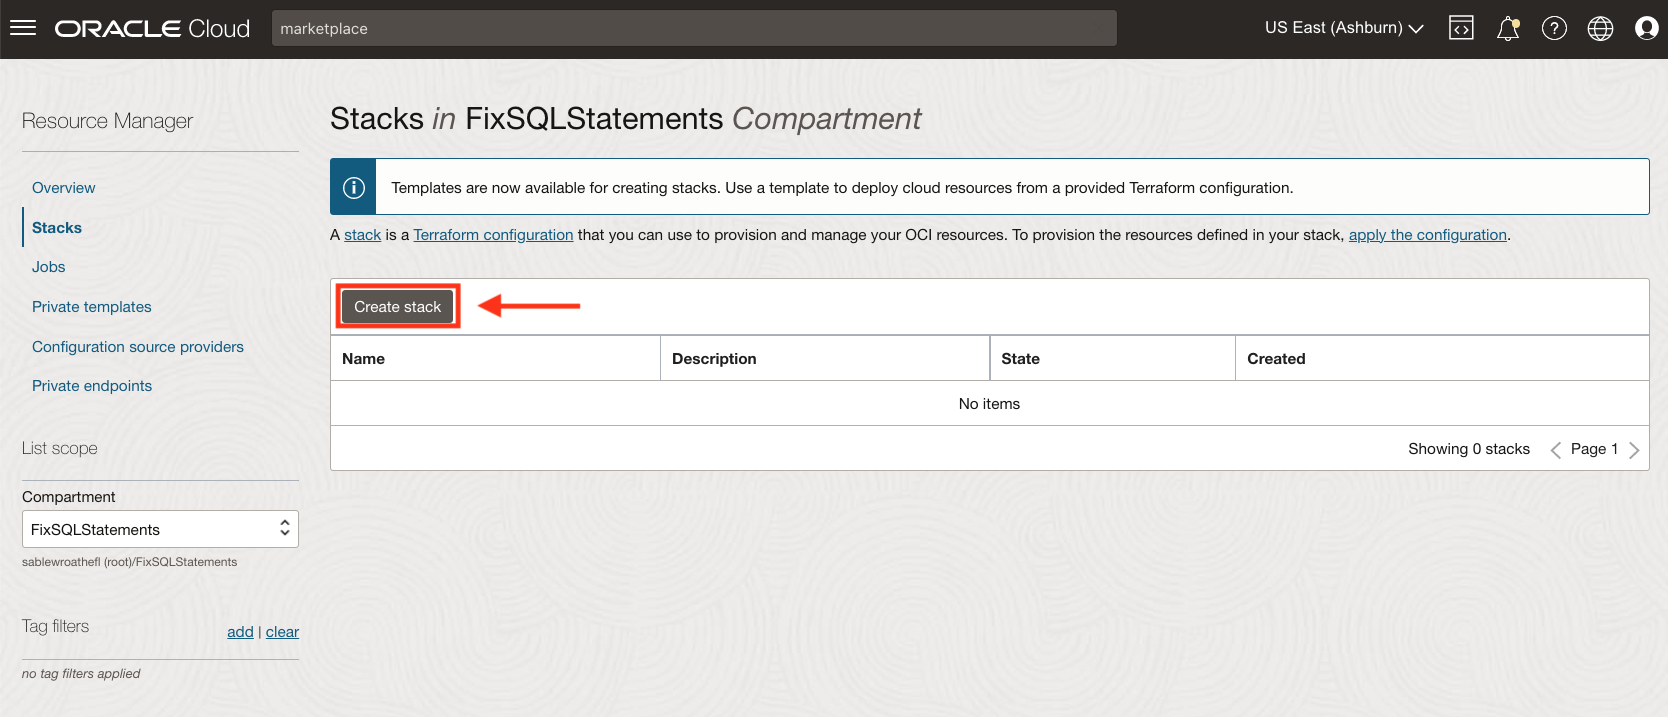 ORACLE Cloud
marketplace
US East (Ashburn)
Resource Manager
Overview
Stacks
Jobs
Private templates
Configuration source providers
Private endpoints
List scope
Compartment
FixSQLStatements
sablewroathefl (root)/FixSQLStatements
Tag filters
add | clear
no tag filters applied
Stacks in FixSQLStatements Compartment
Templates are now available for creating stacks. Use a template to deploy cloud resources from a provided Terraform configuration.
A stack is a Terraform configuration that you can use to provision and manage your OCI resources. To provision the resources defined in your stack, apply the configuration.
Create stack
Name Description State Created
No items
Showing 0 stacks Page 1